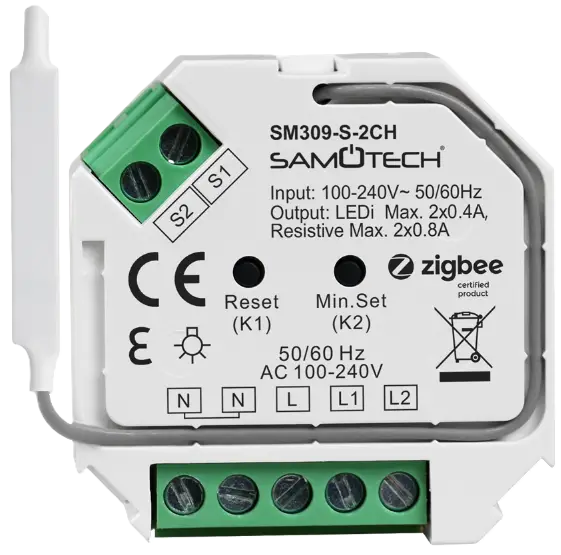 SM309-S-2CH
SAMOTECH®
S2 S1
Input: 100-240V~ 50/60Hz
Output: LEDi Max. 2x0.4A,
Resistive Max. 2x0.8A
CE
zigbee
certified
product
Reset
(K1)
Min.Set
(K2)
50/60 Hz
AC 100-240V
N N L L1 L2